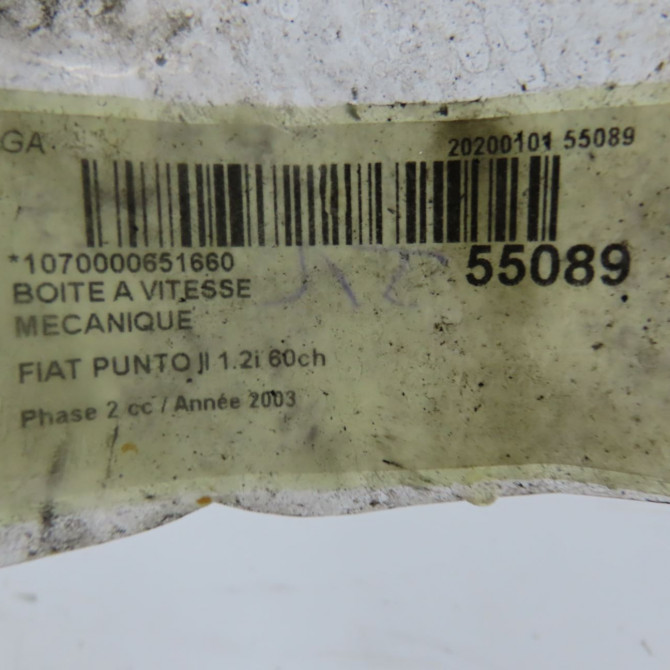 GA 20200101 55089
*1070000651660 55089
BOITE A VITESSE
MECANIQUE
FIAT PUNTO II 1.2i 60ch
Phase 2 cc / Année 2003